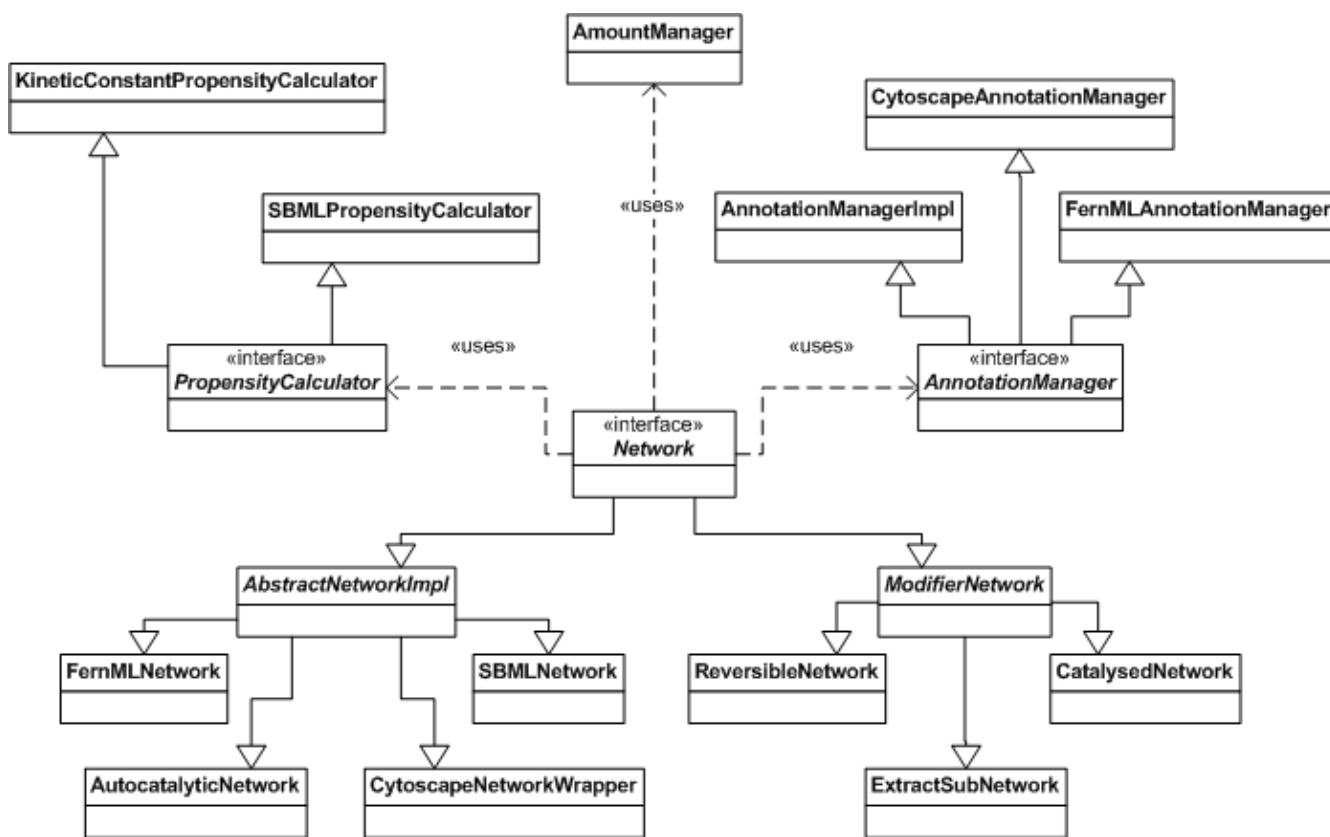 AmountManager
KineticConstantPropensityCalculator
CytoscapeAnnotationManager
SBMLPropensityCalculator
«uses»
AnnotationManagerImpl
FernMLAnnotationManager
«interface»
PropensityCalculator
«uses»
«uses»
«interface»
AnnotationManager
«interface»
Network
AbstractNetworkImpl
ModifierNetwork
FernMLNetwork
SBMLNetwork
ReversibleNetwork
CatalysedNetwork
AutocatalyticNetwork
CytoscapeNetworkWrapper
ExtractSubNetwork